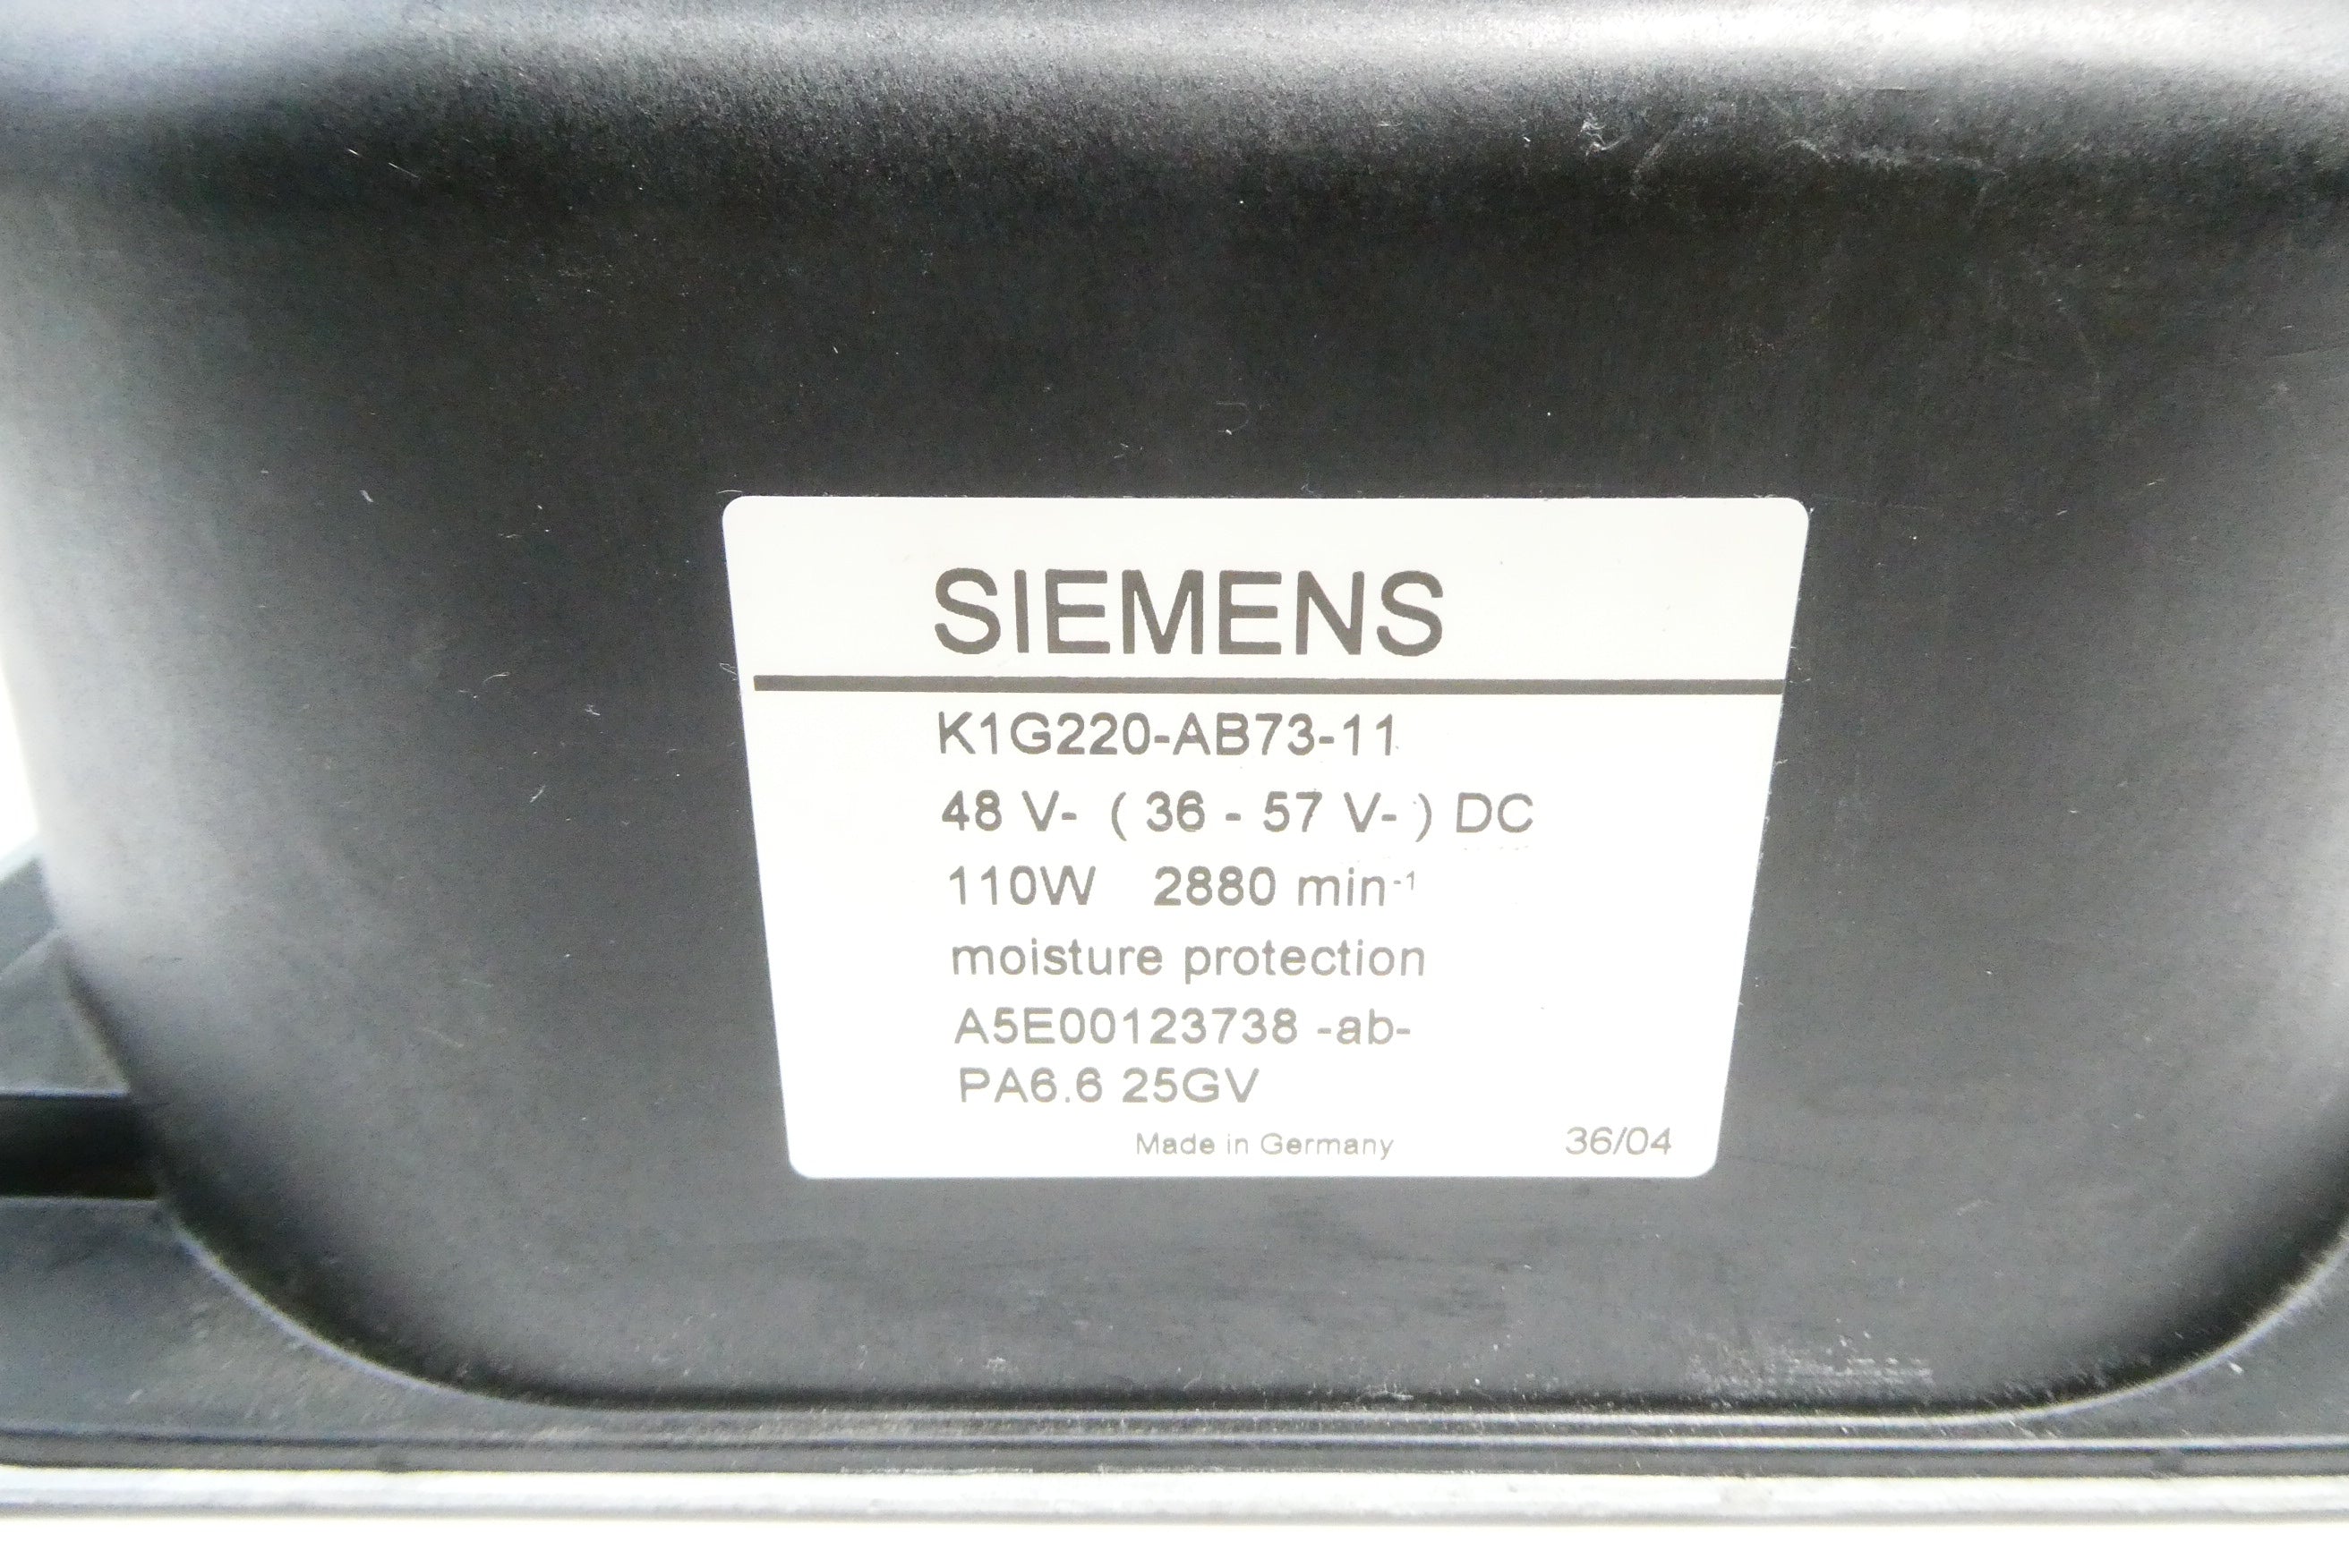 SIEMENS
K1G220-AB73-11
48 V- ( 36 - 57 V- ) DC
110W 2880 min-1
moisture protection
A5E00123738 -ab-
PA6.6 25GV
Made in Germany 36/04